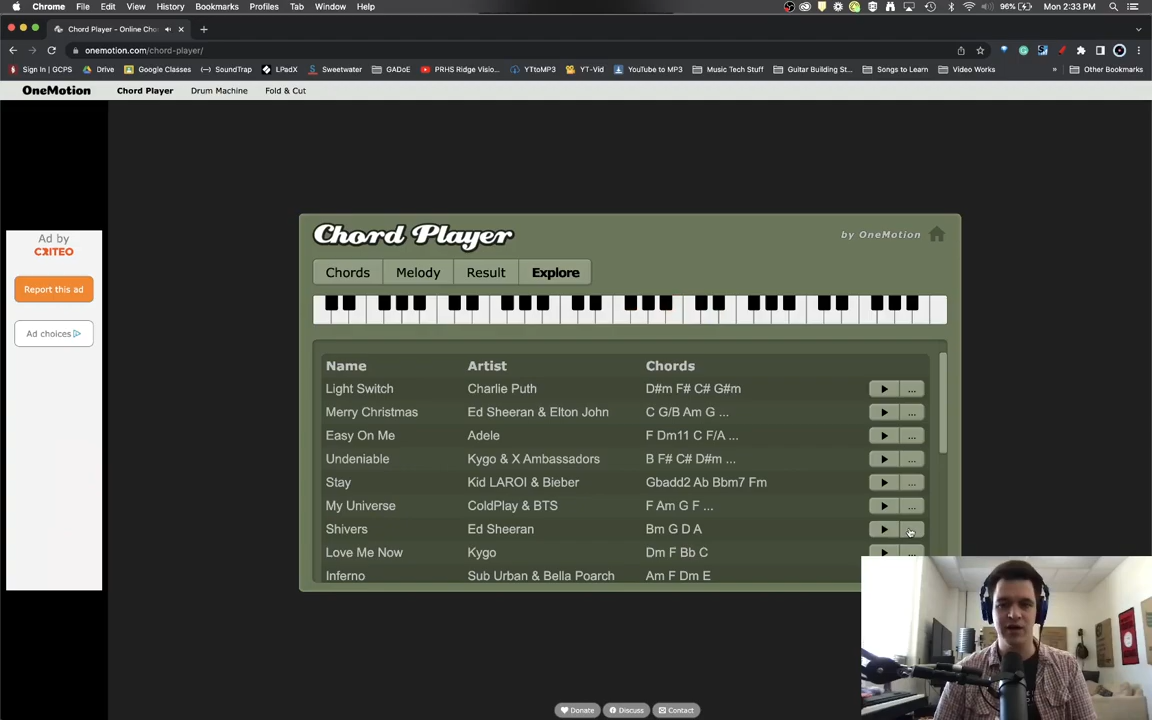 Chrome File Edit View History Bookmarks Profiles Tab Window Help 96% Mon 2:33 PM
Chord Player - Online Cho
onemotion.com/chord-player/
Sign In | GCPS Drive Google Classes SoundTrap LPadX Sweetwater GADoE PRHS Ridge Visio... YTtoMP3 YT-Vid YouTube to MP3 Music Tech Stuff Guitar Building St... Songs to Learn Video Works » Other Bookmarks
OneMotion Chord Player Drum Machine Fold & Cut
Ad by
CRITEO
Report this ad
Ad choices
Chord Player
by OneMotion
Chords Melody Result Explore
Name Artist Chords
Light Switch Charlie Puth D#m F# C# G#m ...
Merry Christmas Ed Sheeran & Elton John C G/B Am G ... ...
Easy On Me Adele F Dm11 C F/A ... ...
Undeniable Kygo & X Ambassadors B F# C# D#m ... ...
Stay Kid LAROI & Bieber Gbadd2 Ab Bbm7 Fm ...
My Universe ColdPlay & BTS F Am G F ... ...
Shivers Ed Sheeran Bm G D A ...
Love Me Now Kygo Dm F Bb C ...
Inferno Sub Urban & Bella Poarch Am F Dm E
Donate Discuss Contact